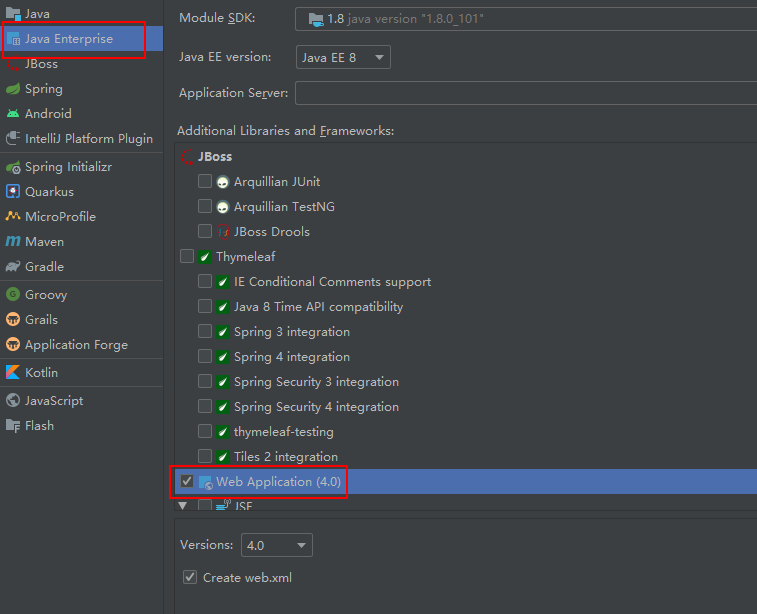 Java
Java Enterprise
JBoss
Spring
Android
IntelliJ Platform Plugin
Spring Initializr
Quarkus
MicroProfile
Maven
Gradle
Groovy
Grails
Application Forge
Kotlin
JavaScript
Flash
Module SDK:
1.8 java version "1.8.0_101"
Java EE version:
Java EE 8
Application Server:
Additional Libraries and Frameworks:
JBoss
Arquillian JUnit
Arquillian TestNG
JBoss Drools
Thymeleaf
IE Conditional Comments support
Java 8 Time API compatibility
Spring 3 integration
Spring 4 integration
Spring Security 3 integration
Spring Security 4 integration
thymeleaf-testing
Tiles 2 integration
Web Application (4.0)
JSF
Versions: 4.0
Create web.xml